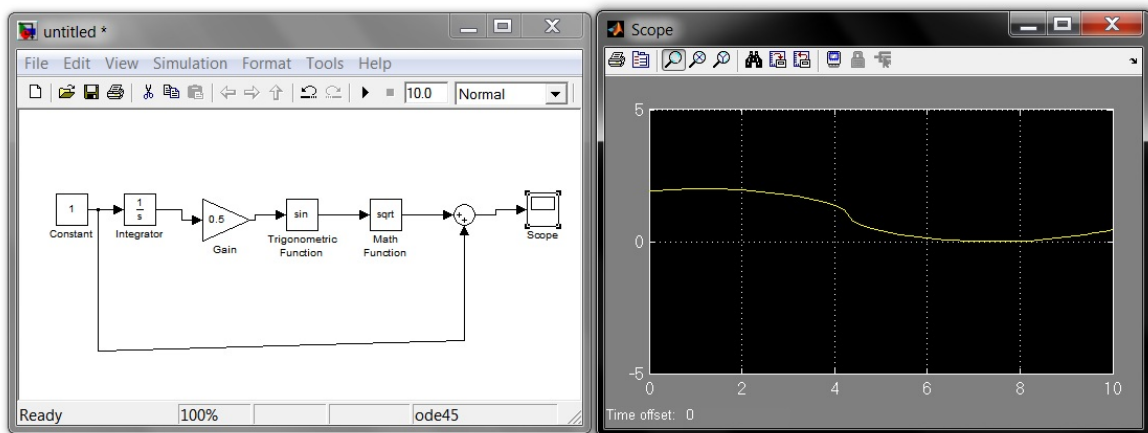 untitled *
File Edit View Simulation Format Tools Help
10.0 Normal
1
Constant
1
s
Integrator
0.5
Gain
sin
Trigonometric
Function
sqrt
Math
Function
Scope
Ready 100% ode45
Scope
5
0
-5
0 2 4 6 8 10
Time offset: 0